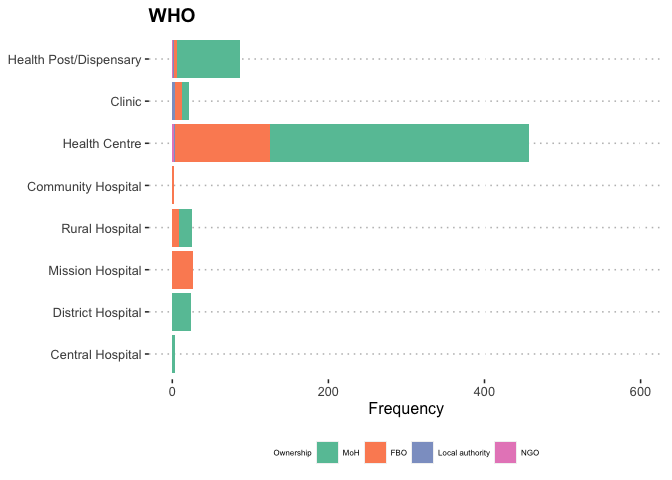 WHO
Health Post/Dispensary
Clinic
Health Centre
Community Hospital
Rural Hospital
Mission Hospital
District Hospital
Central Hospital
0 200 400 600
Frequency
Ownership MoH FBO Local authority NGO